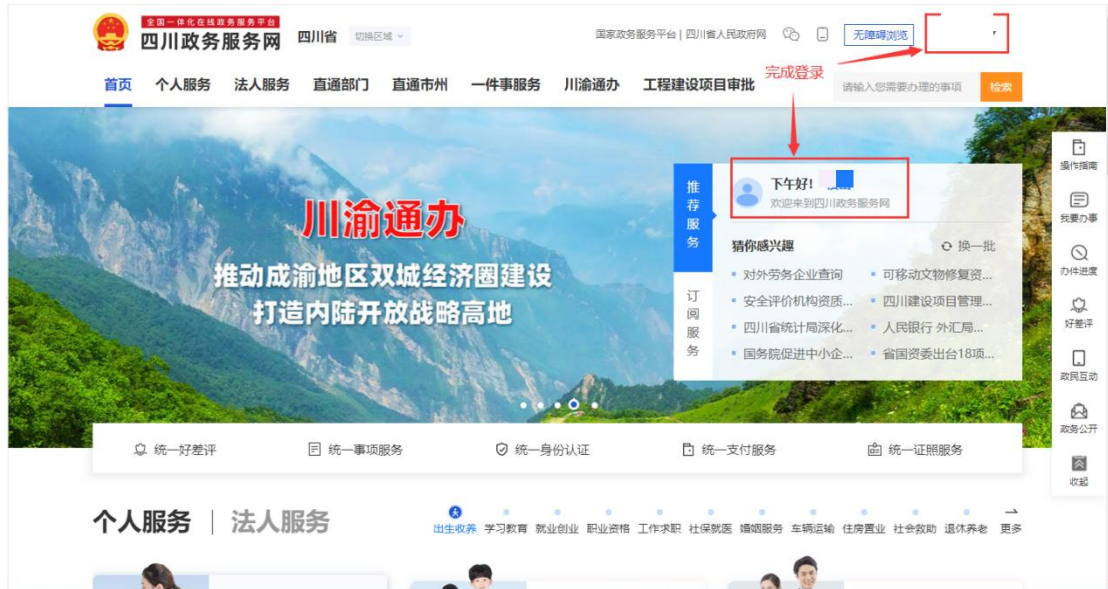 全国一体化在线政务服务平台
四川政务服务网
四川省
切换区域
国家政务服务平台 | 四川省人民政府网
无障碍浏览
首页 个人服务 法人服务 直通部门 直通市州 一件事服务 川渝通办 工程建设项目审批
完成登录
请输入您需要办理的事项
检索
川渝通办
推动成渝地区双城经济圈建设
打造内陆开放战略高地
推荐服务
订阅服务
下午好!
欢迎来到四川政务服务网
猜你感兴趣
换一批
对外劳务企业查询
可移动文物修复资...
安全评价机构资质...
四川建设项目管理...
四川省统计局深化...
人民银行 外汇局...
国务院促进中小企...
省国资委出台18项...
操作指南
我要办事
办件进度
好差评
政民互动
政务公开
收起
统一好差评
统一事项服务
统一身份认证
统一支付服务
统一证照服务
个人服务 | 法人服务
出生收养 学习教育 就业创业 职业资格 工作求职 社保就医 婚姻服务 车辆运输 住房置业 社会救助 退休养老 更多